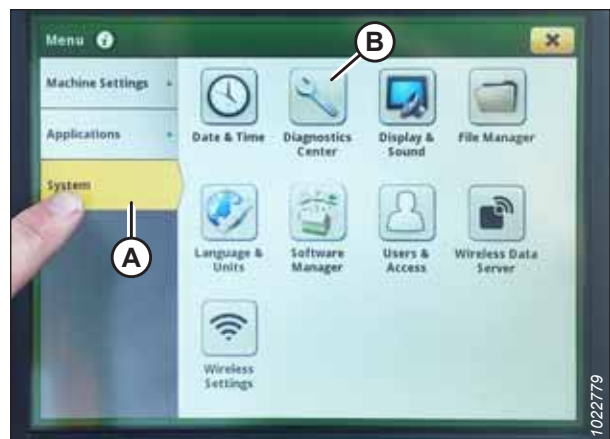 Menu i
B
Machine Settings
Applications
System
A
Date & Time
Diagnostics
Center
Display &
Sound
File Manager
Language &
Units
Software
Manager
Users &
Access
Wireless Data
Server
Wireless
Settings
1022779